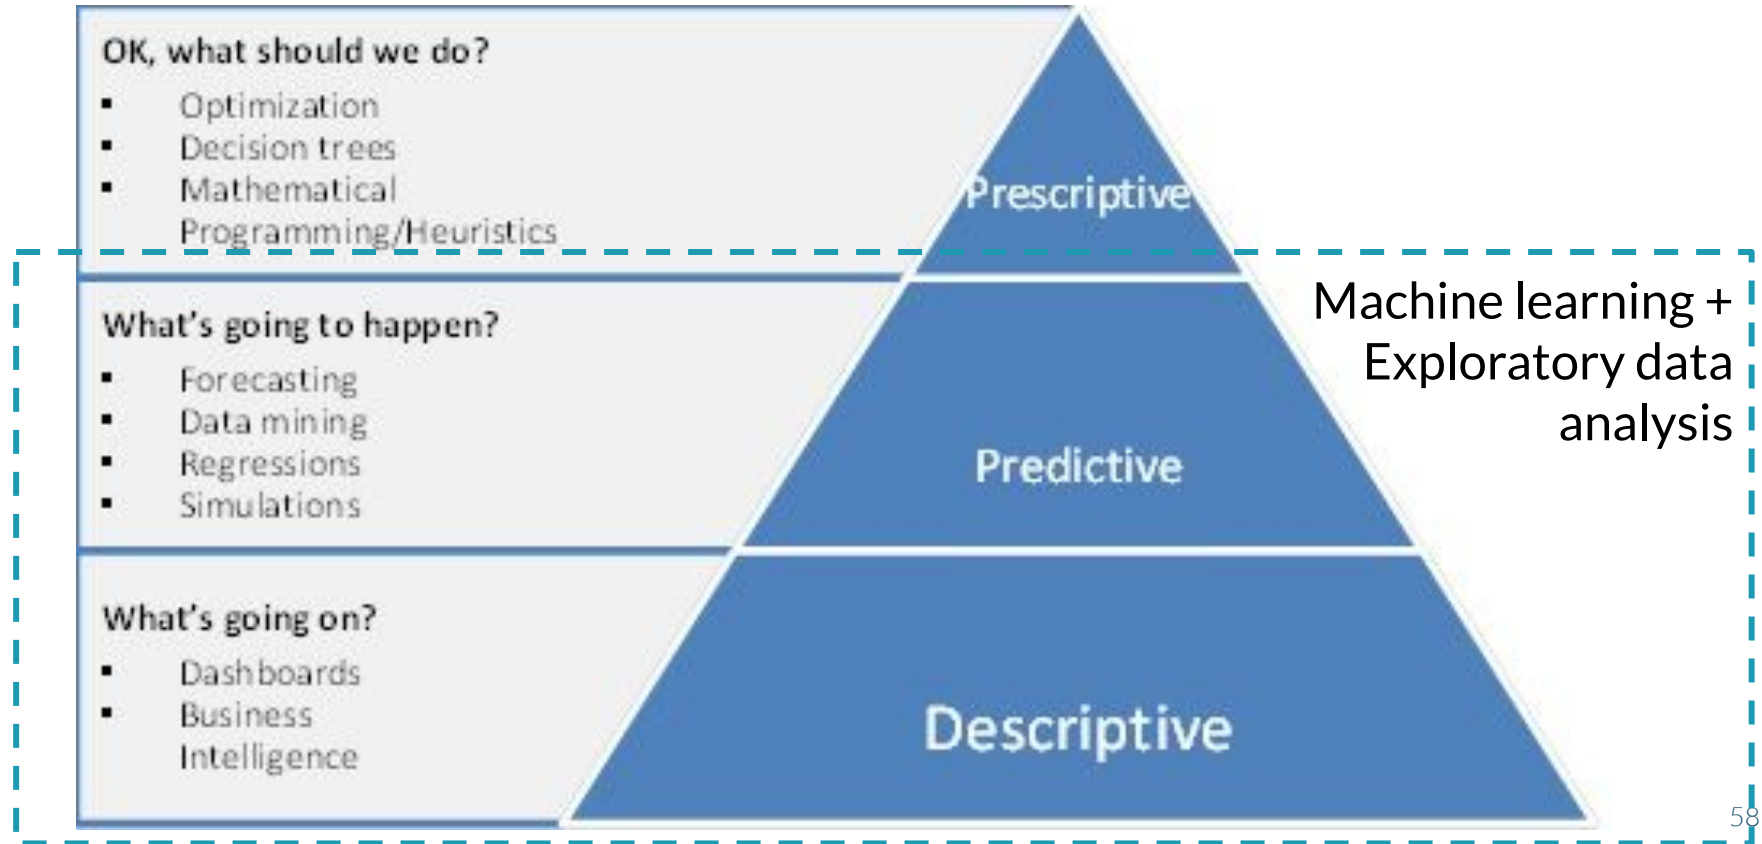 OK, what should we do?
▪ Optimization
▪ Decision trees
▪ Mathematical
Programming/Heuristics
Prescriptive
What's going to happen?
▪ Forecasting
▪ Data mining
▪ Regressions
▪ Simulations
Predictive
Machine learning +
Exploratory data
analysis
What's going on?
▪ Dashboards
▪ Business
Intelligence
Descriptive
58